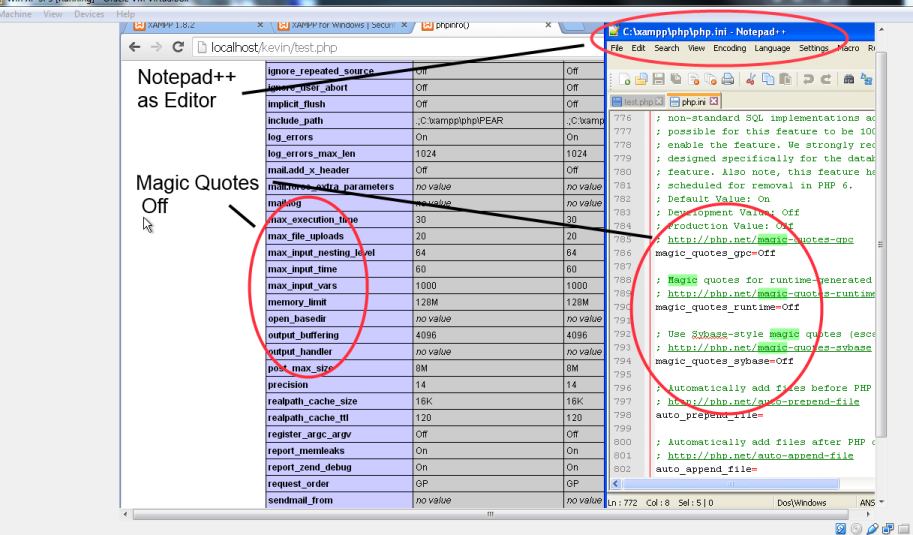 Machine View Devices Help
XAMPP 1.8.2 × XAMPP for Windows | Securit × phpinfo() ×
localhost/kevin/test.php
Notepad++
as Editor
Magic Quotes
Off
ignore_repeated_source Off Off
ignore_user_abort Off Off
implicit_flush Off Off
include_path .;C:\xampp\php\PEAR .;C:\xamp
log_errors On On
log_errors_max_len 1024 1024
mail.add_x_header Off Off
mail.force_extra_parameters no value no value
mail.log no value no value
max_execution_time 30 30
max_file_uploads 20 20
max_input_nesting_level 64 64
max_input_time 60 60
max_input_vars 1000 1000
memory_limit 128M 128M
open_basedir no value no value
output_buffering 4096 4096
output_handler no value no value
post_max_size 8M 8M
precision 14 14
realpath_cache_size 16K 16K
realpath_cache_ttl 120 120
register_argc_argv Off Off
report_memleaks On On
report_zend_debug On On
request_order GP GP
sendmail_from no value no value
C:\xampp\php\php.ini - Notepad++
File Edit Search View Encoding Language Settings Macro R
test.php php.ini
776 ; non-standard SQL implementations
777 ; possible for this feature to be 100
778 ; enable the feature. We strongly rec
779 ; designed specifically for the datab
780 ; feature. Also note, this feature ha
781 ; scheduled for removal in PHP 6.
782 ; Default Value: On
783 ; Development Value: Off
784 ; Production Value: Off
785 ; http://php.net/magic-quotes-gpc
786 magic_quotes_gpc=Off
787
788 ; Magic quotes for runtime-generated
789 ; http://php.net/magic-quotes-runtime
790 magic_quotes_runtime=Off
791
792 ; Use Sybase-style magic quotes (esca
793 ; http://php.net/magic-quotes-sybase
794 magic_quotes_sybase=Off
795
796 ; Automatically add files before PHP
797 ; http://php.net/auto-prepend-file
798 auto_prepend_file=
799
800 ; Automatically add files after PHP
801 ; http://php.net/auto-append-file
802 auto_append_file=
Ln : 772 Col : 8 Sel : 5 | 0 Dos\Windows ANS